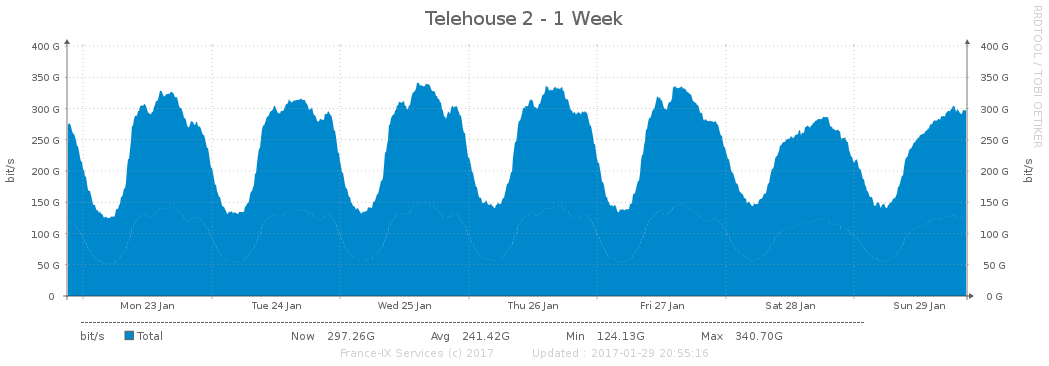 Telehouse 2 - 1 Week
RRDTOOL / TOBI OETIKER
400 G 400 G
350 G 350 G
300 G 300 G
250 G 250 G
200 G 200 G
150 G 150 G
100 G 100 G
50 G 50 G
0 0 G
bit/s
bit/s
Mon 23 Jan Tue 24 Jan Wed 25 Jan Thu 26 Jan Fri 27 Jan Sat 28 Jan Sun 29 Jan
bit/s Total Now 297.26G Avg 241.42G Min 124.13G Max 340.70G
France-IX Services (c) 2017 Updated : 2017-01-29 20:55:16